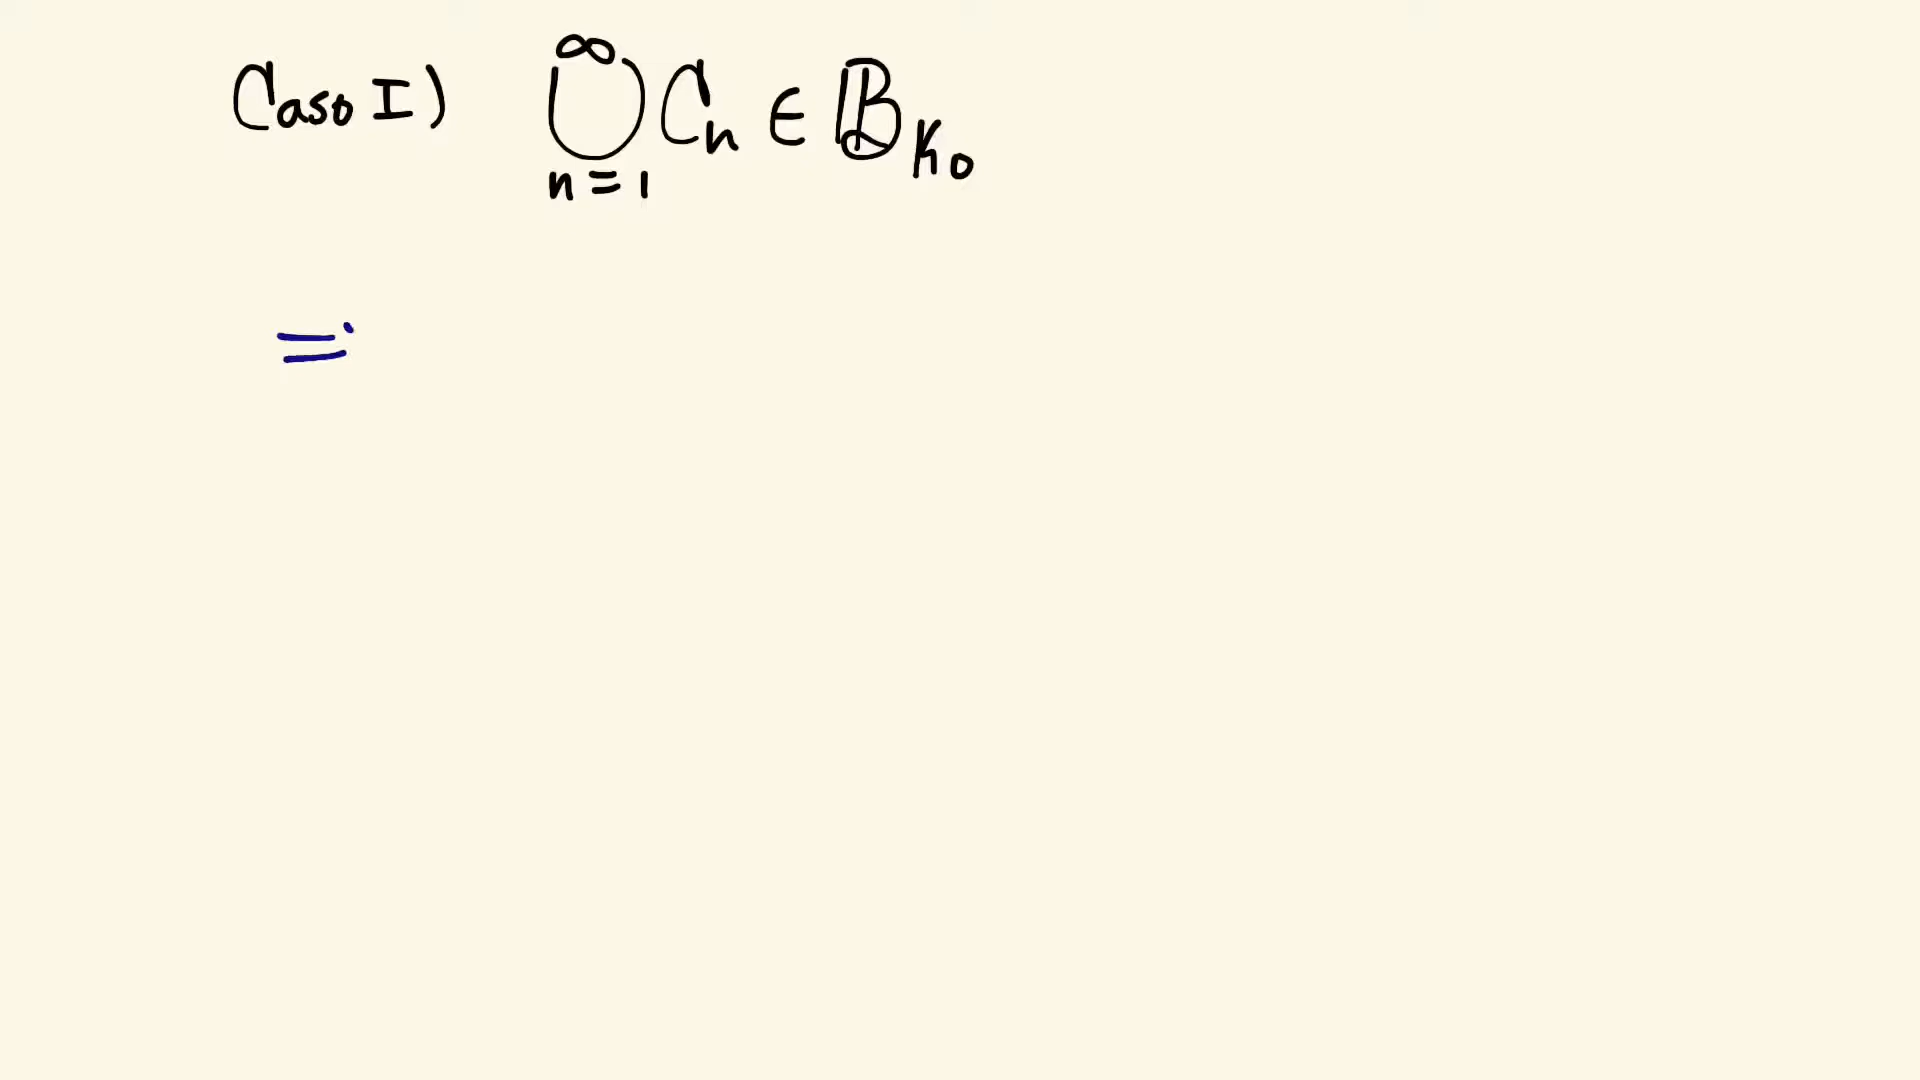 Caso I) ⋃_{n=1}^{∞} C_n ∈ 𝔹_{K_0}
=